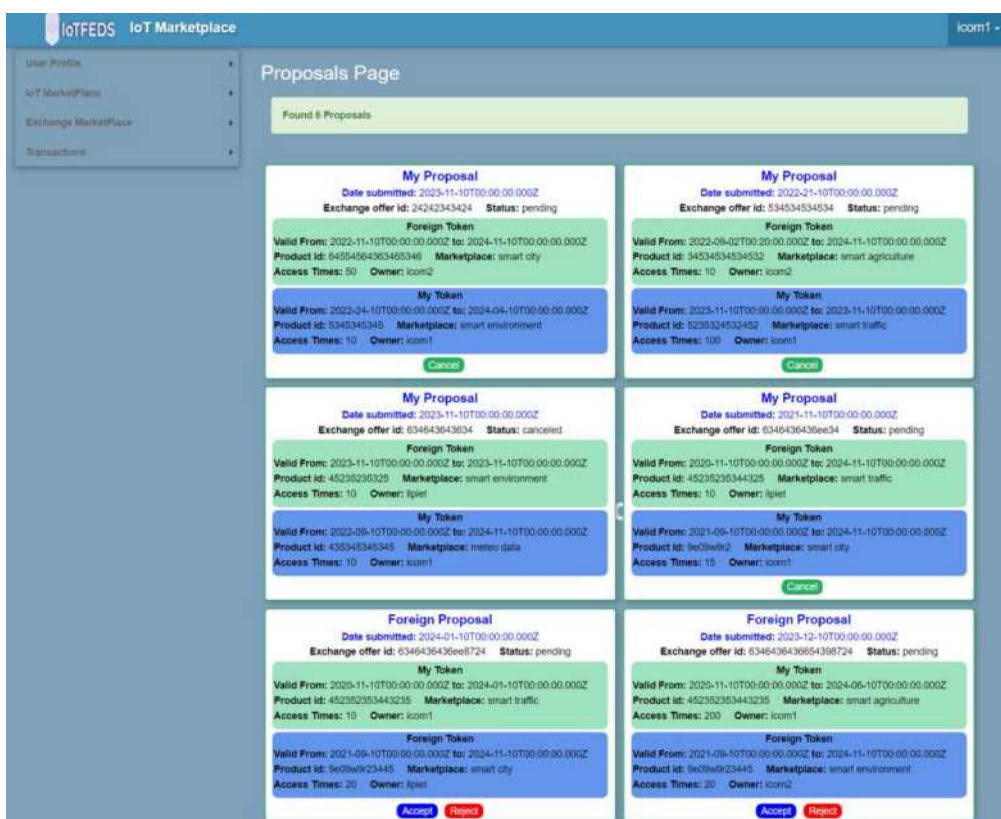 IoTFEDS IoT Marketplace
icom1
User Profile
IoT MarketPlace
Exchange MarketPlace
Transactions
Proposals Page
Found 6 Proposals
My Proposal
Date submitted: 2023-11-10T00:00:00.000Z
Exchange offer id: 24242343424 Status: pending
Foreign Token
Valid From: 2022-11-10T00:00:00.000Z to: 2024-11-10T00:00:00.000Z
Product id: 64554564363465346 Marketplace: smart city
Access Times: 50 Owner: icom2
My Token
Valid From: 2022-24-10T00:00:00.000Z to: 2024-04-10T00:00:00.000Z
Product id: 5345345345 Marketplace: smart environment
Access Times: 10 Owner: icom1
Cancel
My Proposal
Date submitted: 2022-21-10T00:00:00.000Z
Exchange offer id: 534534534534 Status: pending
Foreign Token
Valid From: 2022-09-02T00:20:00.000Z to: 2024-11-10T00:00:00.000Z
Product id: 34534534534532 Marketplace: smart agriculture
Access Times: 10 Owner: icom2
My Token
Valid From: 2023-11-10T00:00:00.000Z to: 2023-11-10T00:00:00.000Z
Product id: 5235324532452 Marketplace: smart traffic
Access Times: 100 Owner: icom1
Cancel
My Proposal
Date submitted: 2023-11-10T00:00:00.000Z
Exchange offer id: 634643643634 Status: canceled
Foreign Token
Valid From: 2023-11-10T00:00:00.000Z to: 2023-11-10T00:00:00.000Z
Product id: 45235235325 Marketplace: smart environment
Access Times: 10 Owner: lipiet
My Token
Valid From: 2022-09-10T00:00:00.000Z to: 2024-11-10T00:00:00.000Z
Product id: 435345345345 Marketplace: meteo data
Access Times: 10 Owner: icom1
My Proposal
Date submitted: 2021-11-10T00:00:00.000Z
Exchange offer id: 6346436436ee34 Status: pending
Foreign Token
Valid From: 2020-11-10T00:00:00.000Z to: 2024-11-10T00:00:00.000Z
Product id: 45235235344325 Marketplace: smart traffic
Access Times: 10 Owner:
My Token
Valid From: 2021-09-10T00:00:00.000Z to: 2024-11-10T00:00:00.000Z
Product id: 9e09w9r2 Marketplace: smart city
Access Times: 15 Owner: icom1
Cancel
Foreign Proposal
Date submitted: 2024-01-10T00:00:00.000Z
Exchange offer id: 6346436436ee8724 Status: pending
My Token
Valid From: 2020-11-10T00:00:00.000Z to: 2024-01-10T00:00:00.000Z
Product id: 452352353443235 Marketplace: smart traffic
Access Times: 10 Owner: icom1
Foreign Token
Valid From: 2021-09-10T00:00:00.000Z to: 2024-11-10T00:00:00.000Z
Product id: 9e09w9r23445 Marketplace: smart city
Access Times: 20 Owner:
Accept Reject
Foreign Proposal
Date submitted: 2023-12-10T00:00:00.000Z
Exchange offer id: 6346436436654398724 Status: pending
My Token
Valid From: 2020-11-10T00:00:00.000Z to: 2024-06-10T00:00:00.000Z
Product id: 452352353443235 Marketplace: smart agriculture
Access Times: 200 Owner: icom1
Foreign Token
Valid From: 2021-09-10T00:00:00.000Z to: 2024-11-10T00:00:00.000Z
Product id: 9e09w9r23445 Marketplace: smart environment
Access Times: 20 Owner: icom2
Accept Reject